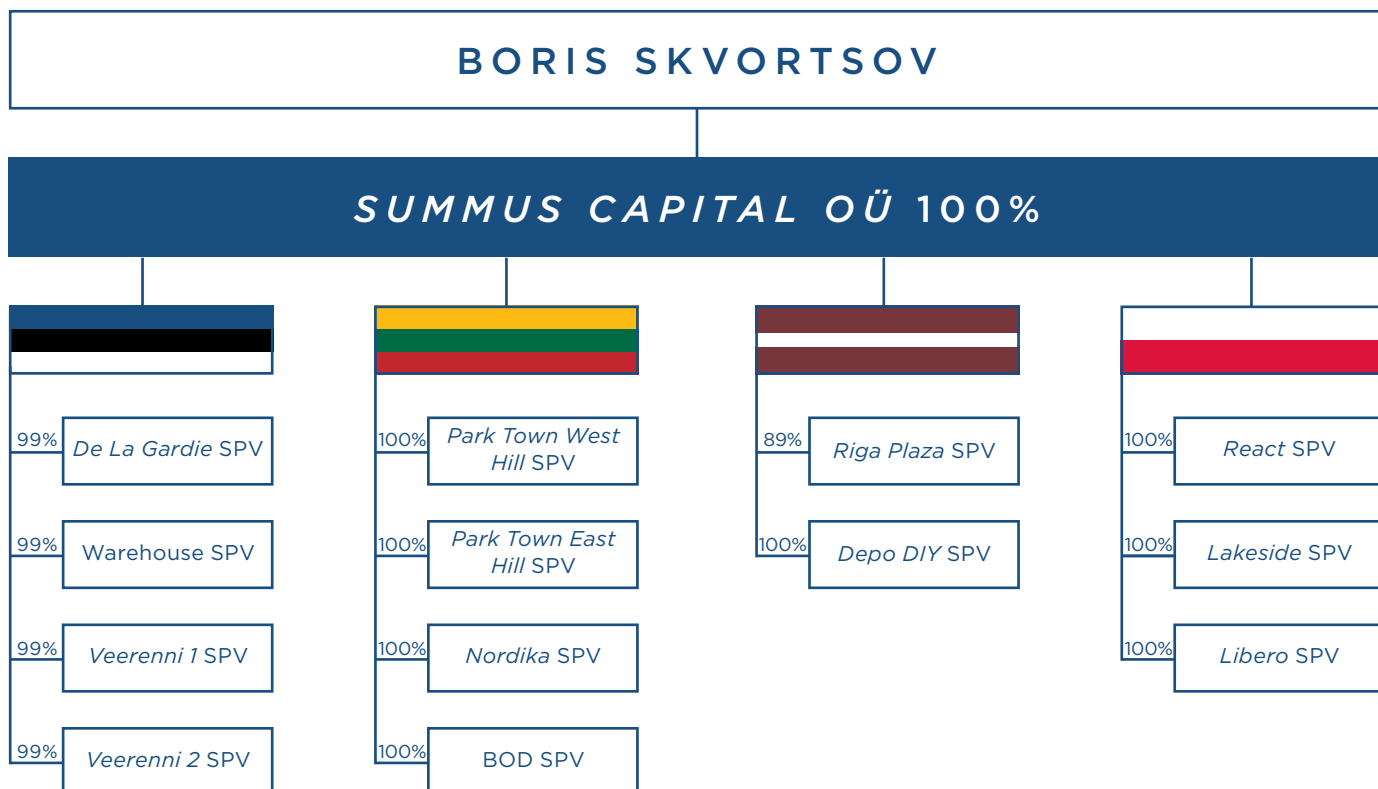 BORIS SKVORTSOV
SUMMUS CAPITAL OÜ 100%
99%
De La Gardie SPV
99%
Warehouse SPV
99%
Veerenni 1 SPV
99%
Veerenni 2 SPV
100%
Park Town West
Hill SPV
100%
Park Town East
Hill SPV
100%
Nordika SPV
100%
BOD SPV
89%
Riga Plaza SPV
100%
Depo DIY SPV
100%
React SPV
100%
Lakeside SPV
100%
Libero SPV